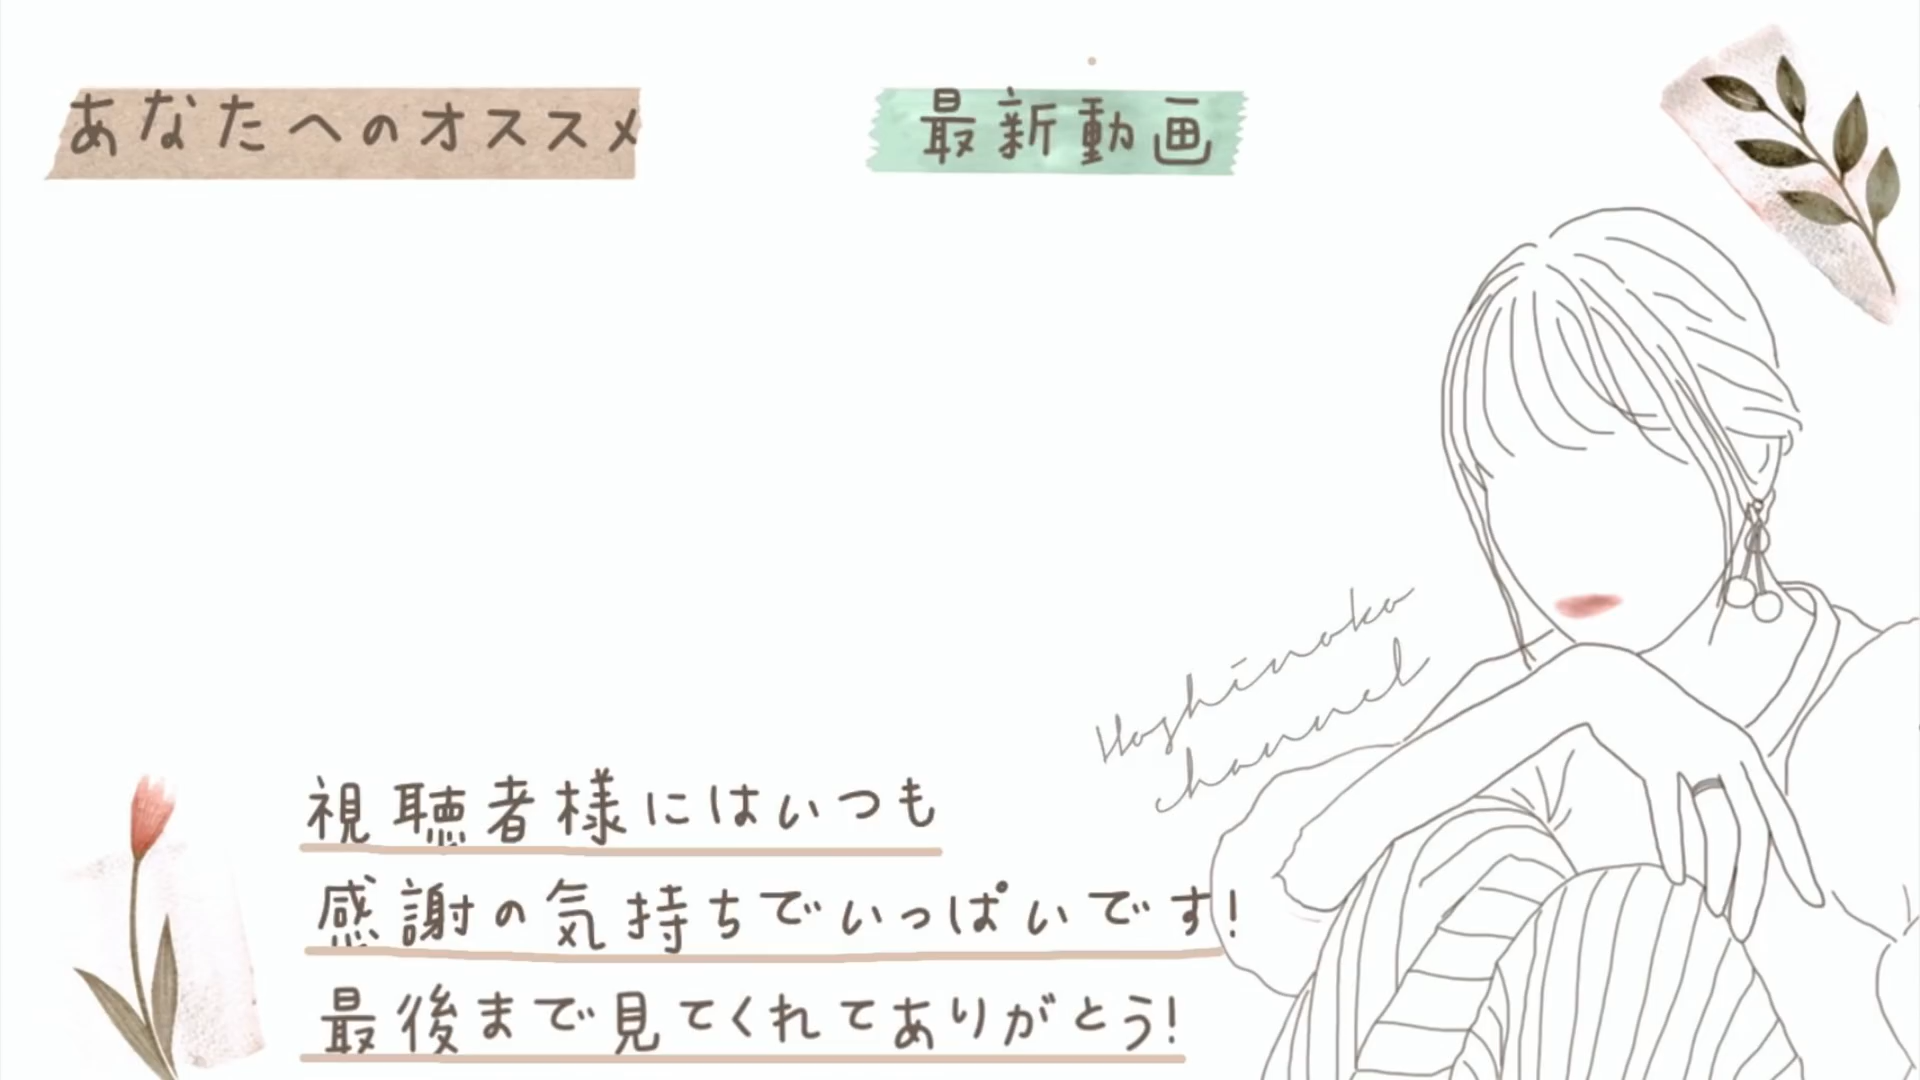 あなたへのオススメ
最新動画
Hoshinoko
channel
視聴者様にはいつも
感謝の気持ちでいっぱいです!
最後まで見てくれてありがとう!